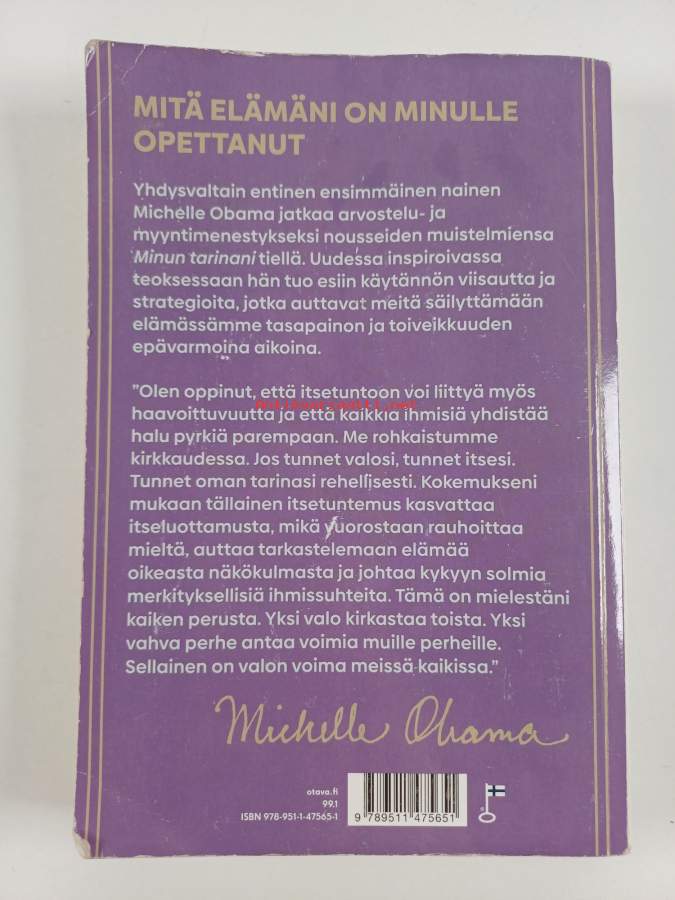 MITÄ ELÄMÄNI ON MINULLE
OPETTANUT
Yhdysvaltain entinen ensimmäinen nainen
Michelle Obama jatkaa arvostelu- ja
myyntimenestykseksi nousseiden muistelmiensa
Minun tarinani tiellä. Uudessa inspiroivassa
teoksessaan hän tuo esiin käytännön viisautta ja
strategioita, jotka auttavat meitä säilyttämään
elämässämme tasapainon ja toiveikkuuden
epävarmoina aikoina.
"Olen oppinut, että itsetuntoon voi liittyä myös
haavoittuvuutta ja että kaikkia ihmisiä yhdistää
halu pyrkiä parempaan. Me rohkaistumme
kirkkaudessa. Jos tunnet valosi, tunnet itsesi.
Tunnet oman tarinasi rehellisesti. Kokemukseni
mukaan tällainen itsetuntemus kasvattaa
itseluottamusta, mikä vuorostaan rauhoittaa
mieltä, auttaa tarkastelemaan elämää
oikeasta näkökulmasta ja johtaa kykyyn solmia
merkityksellisiä ihmissuhteita. Tämä on mielestäni
kaiken perusta. Yksi valo kirkastaa toista. Yksi
vahva perhe antaa voimia muille perheille.
Sellainen on valon voima meissä kaikissa."
Michelle Obama
otava.fi
99.1
ISBN 978-951-1-47565-1
9 789511 475651